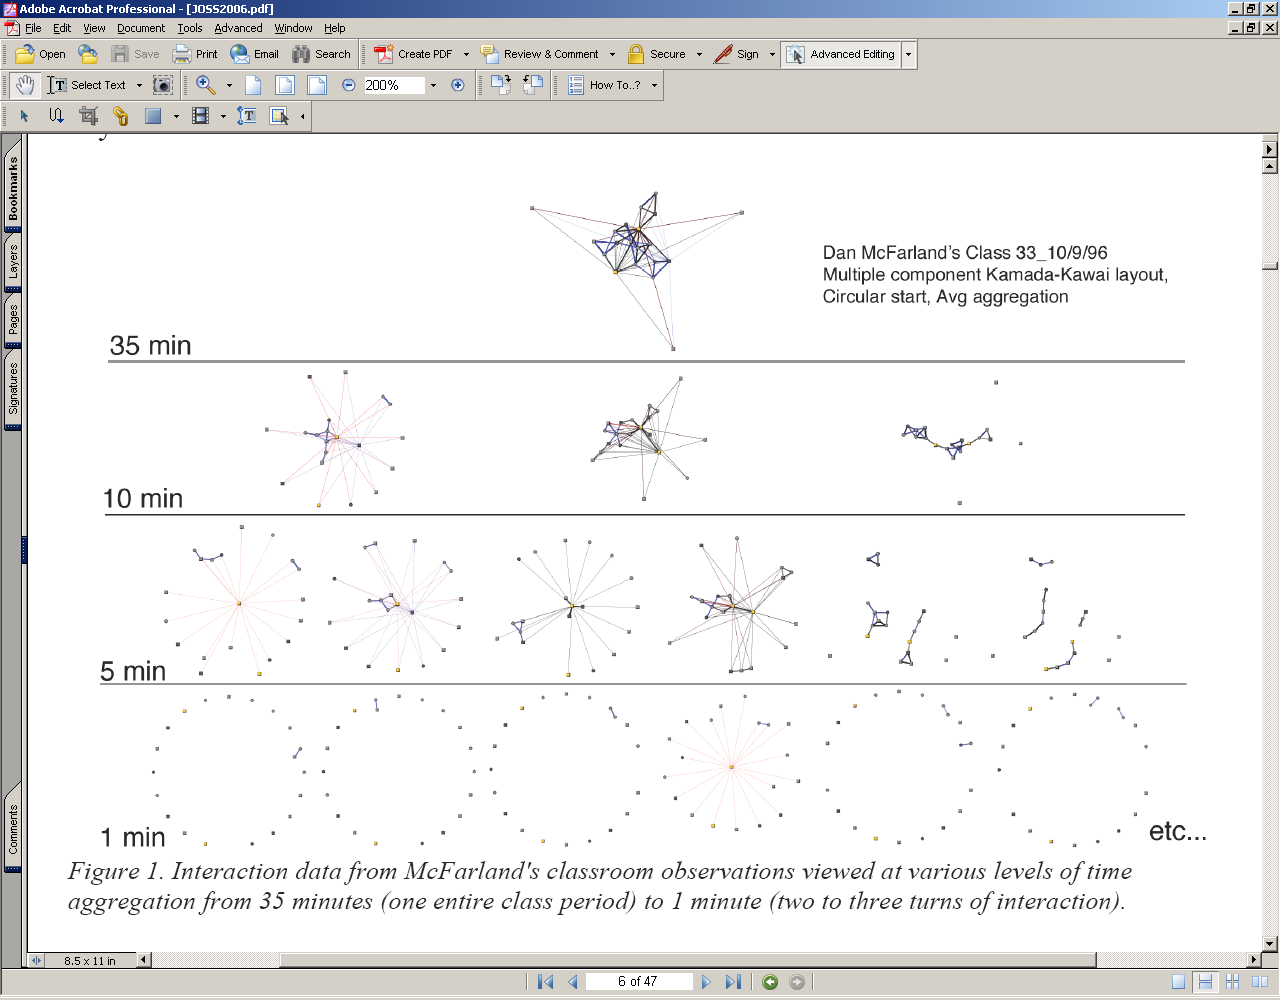 Adobe Acrobat Professional - [JOSS2006.pdf]
File Edit View Document Tools Advanced Window Help
Open Save Print Email Search Create PDF Review & Comment Secure Sign Advanced Editing
Select Text 200% How To..?
Bookmarks
Layers
Pages
Signatures
Comments
Dan McFarland's Class 33_10/9/96
Multiple component Kamada-Kawai layout,
Circular start, Avg aggregation
35 min
10 min
5 min
1 min
etc...
Figure 1. Interaction data from McFarland's classroom observations viewed at various levels of time
aggregation from 35 minutes (one entire class period) to 1 minute (two to three turns of interaction).
8.5 x 11 in
6 of 47